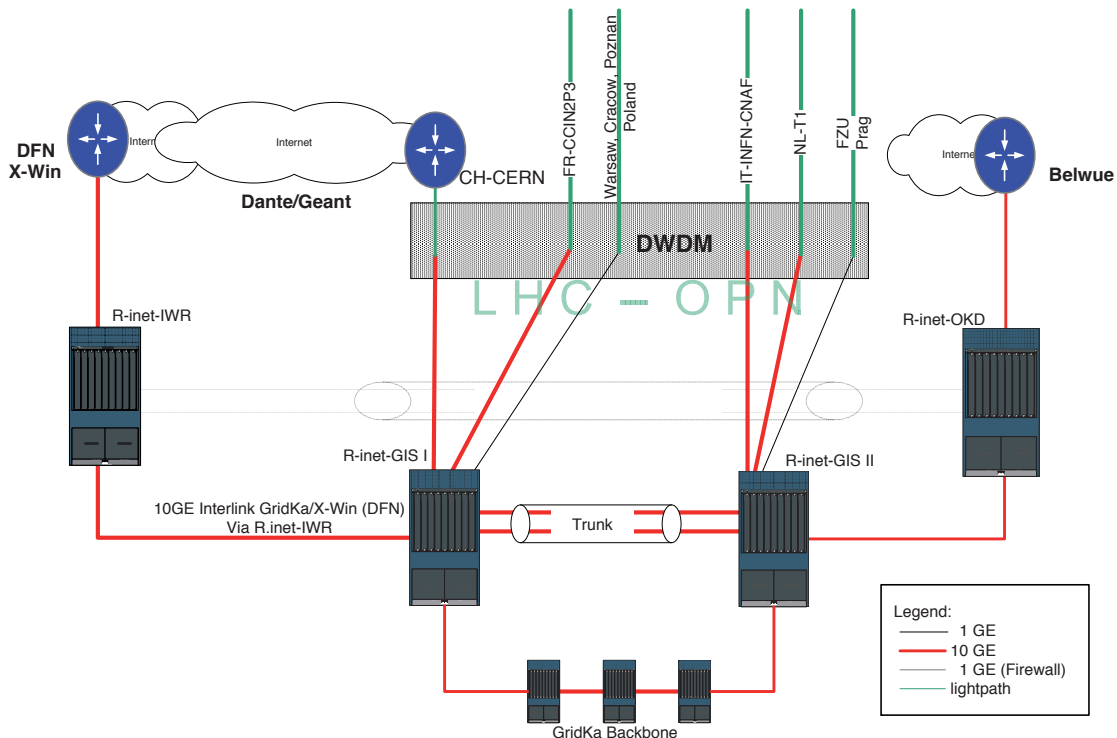 FR-CCIN2P3
Warsaw, Cracow, Poznan
Poland
IT-INFN-CNAF
NL-T1
FZU
Prag
Internet
Internet
DFN
X-Win
CH-CERN
Dante/Geant
Internet
Belwue
DWDM
LHC-OPN
R-inet-IWR
R-inet-OKD
R-inet-GIS I
R-inet-GIS II
10GE Interlink GridKa/X-Win (DFN)
Via R.inet-IWR
Trunk
Legend:
1 GE
10 GE
1 GE (Firewall)
lightpath
GridKa Backbone